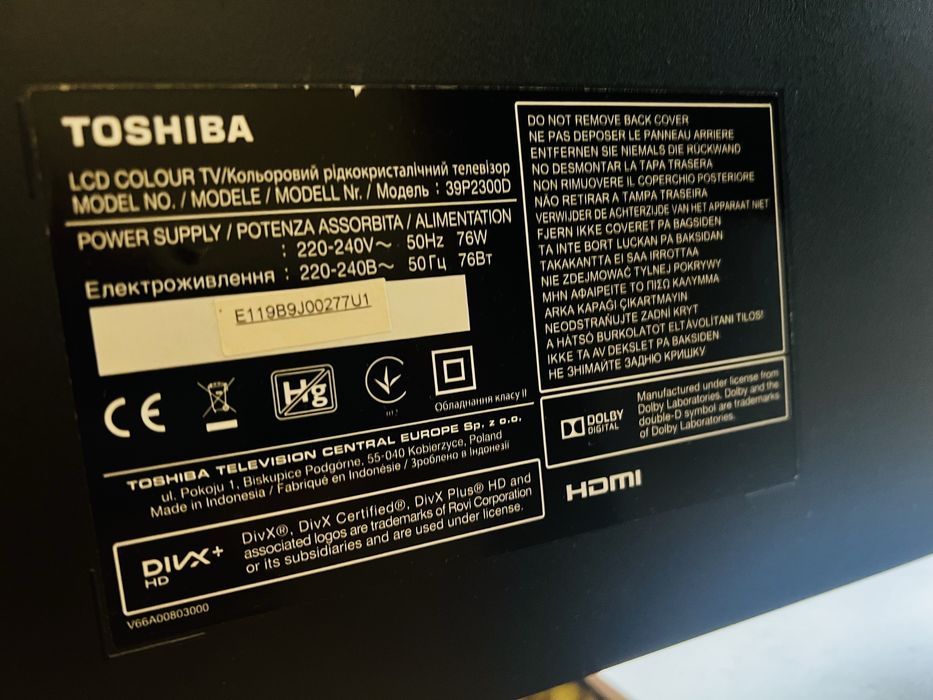 TOSHIBA
LCD COLOUR TV/Кольоровий рідкокристалічний телевізор
MODEL NO. / MODELE / MODELL Nr. / Модель : 39P2300D
POWER SUPPLY / POTENZA ASSORBITA / ALIMENTATION
: 220-240V~ 50Hz 76W
Електроживлення : 220-240В~ 50Гц 76Вт
E119B9J00277U1
CE
Hg
Обладнання класу II
TOSHIBA TELEVISION CENTRAL EUROPE Sp. z o.o.
ul. Pokoju 1, Biskupice Podgórne, 55-040 Kobierzyce, Poland
Made in Indonesia / Fabriqué en Indonésie / Зроблено в Індонезії
DIVX+
HD
DivX®, DivX Certified®, DivX Plus® HD and
associated logos are trademarks of Rovi Corporation
or its subsidiaries and are used under license.
V66A00803000
DO NOT REMOVE BACK COVER
NE PAS DEPOSER LE PANNEAU ARRIERE
ENTFERNEN SIE NIEMALS DIE RÜCKWAND
NO DESMONTAR LA TAPA TRASERA
NON RIMUOVERE IL COPERCHIO POSTERIORE
NÃO RETIRAR A TAMPA TRASEIRA
VERWIJDER DE ACHTERZIJDE VAN HET APPARAAT NIET
FJERN IKKE COVERET PÅ BAGSIDEN
TA INTE BORT LUCKAN PÅ BAKSIDAN
TAKAKANTTA EI SAA IRROTTAA
NIE ZDEJMOWAĆ TYLNEJ POKRYWY
ΜΗΝ ΑΦΑΙΡΕΙΤΕ ΤΟ ΠΙΣΩ ΚΑΛΥΜΜΑ
ARKA KAPAĞI ÇIKARTMAYIN
NEODSTRAŇUJTE ZADNÍ KRYT
A HÁTSÓ BURKOLATOT ELTÁVOLÍTANI TILOS!
IKKE TA AV DEKSLET PÅ BAKSIDEN
НЕ ЗНІМАЙТЕ ЗАДНЮ КРИШКУ
DOLBY
DIGITAL
Manufactured under license from
Dolby Laboratories. Dolby and the
double-D symbol are trademarks
of Dolby Laboratories.
HDMI